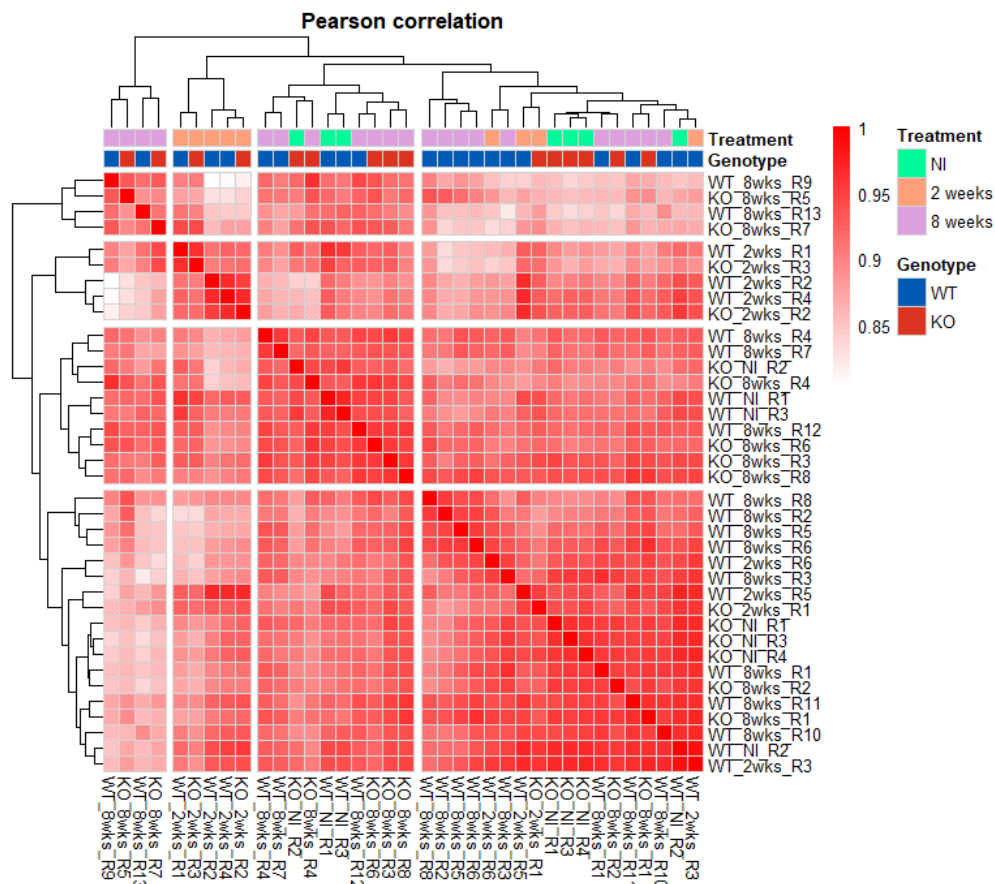 Pearson correlation
Treatment
Genotype
WT_8wks_R9
KO_8wks_R5
WT_8wks_R13
KO_8wks_R7
WT_2wks_R1
KO_2wks_R3
WT_2wks_R2
WT_2wks_R4
KO_2wks_R2
WT_8wks_R4
WT_8wks_R7
KO_NI_R2
KO_8wks_R4
WT_NI_R1
WT_NI_R3
WT_8wks_R12
KO_8wks_R6
KO_8wks_R3
KO_8wks_R8
WT_8wks_R8
WT_8wks_R2
WT_8wks_R5
WT_8wks_R6
WT_2wks_R6
WT_8wks_R3
WT_2wks_R5
KO_2wks_R1
KO_NI_R1
KO_NI_R3
KO_NI_R4
WT_8wks_R1
KO_8wks_R2
WT_8wks_R11
KO_8wks_R1
WT_8wks_R10
WT_NI_R2
WT_2wks_R3
1
0.95
0.9
0.85
Treatment
NI
2 weeks
8 weeks
Genotype
WT
KO
WT_8wks_R9
KO_8wks_R5
WT_8wks_R13
KO_8wks_R7
WT_2wks_R1
KO_2wks_R3
WT_2wks_R2
WT_2wks_R4
KO_2wks_R2
WT_8wks_R4
WT_8wks_R7
KO_NI_R2
KO_8wks_R4
WT_NI_R1
WT_NI_R3
WT_8wks_R12
KO_8wks_R6
KO_8wks_R3
KO_8wks_R8
WT_8wks_R8
WT_8wks_R2
WT_8wks_R5
WT_8wks_R6
WT_2wks_R6
WT_8wks_R3
WT_2wks_R5
KO_2wks_R1
KO_NI_R1
KO_NI_R3
KO_NI_R4
WT_8wks_R1
KO_8wks_R2
WT_8wks_R11
KO_8wks_R1
WT_8wks_R10
WT_NI_R2
WT_2wks_R3